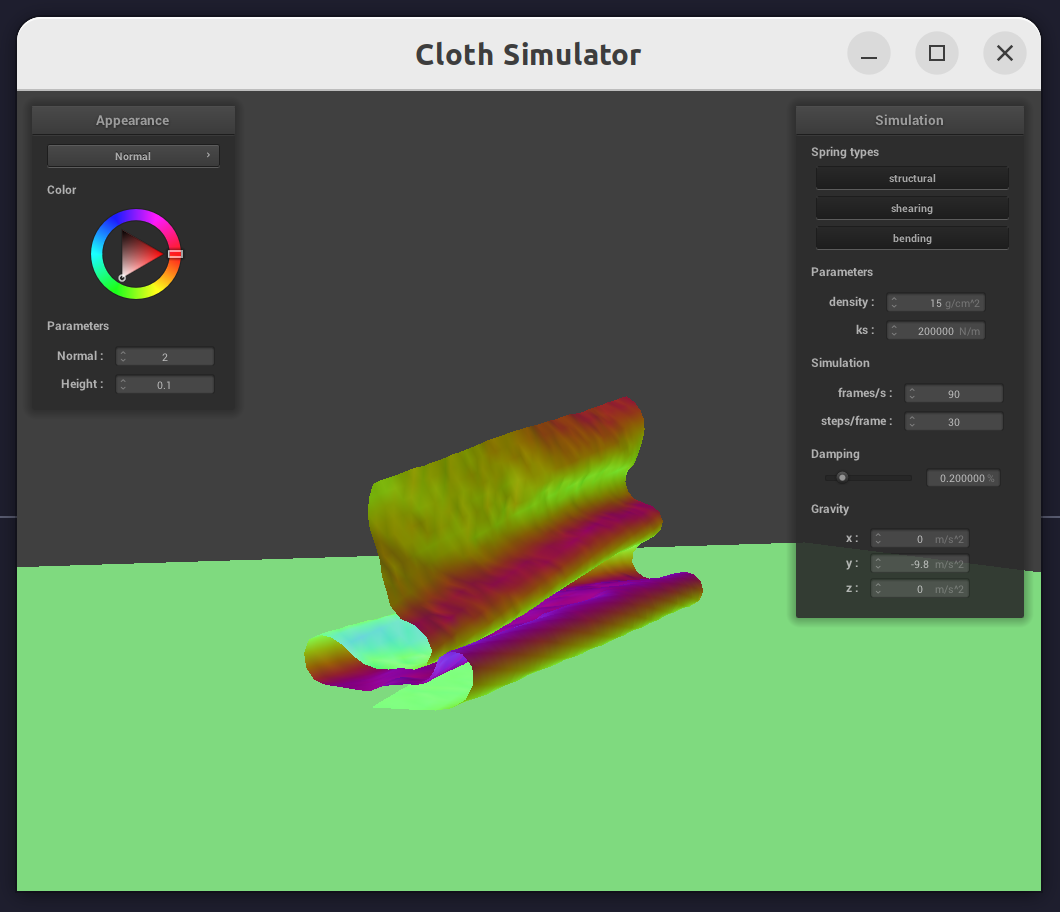 Cloth Simulator
Appearance
Normal
Color
Parameters
Normal : 2
Height : 0.1
Simulation
Spring types
structural
shearing
bending
Parameters
density : 15 g/cm^2
ks : 200000 N/m
Simulation
frames/s : 90
steps/frame : 30
Damping
0.200000 %
Gravity
x : 0 m/s^2
y : -9.8 m/s^2
z : 0 m/s^2